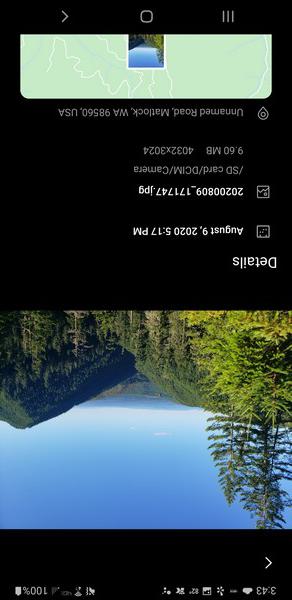 3:43
82°
100%
Details
August 9, 2020 5:17 PM
20200809_171747.jpg
/SD card/DCIM/Camera
9.60 MB 4032x3024
Unnamed Road, Matlock, WA 98560, USA